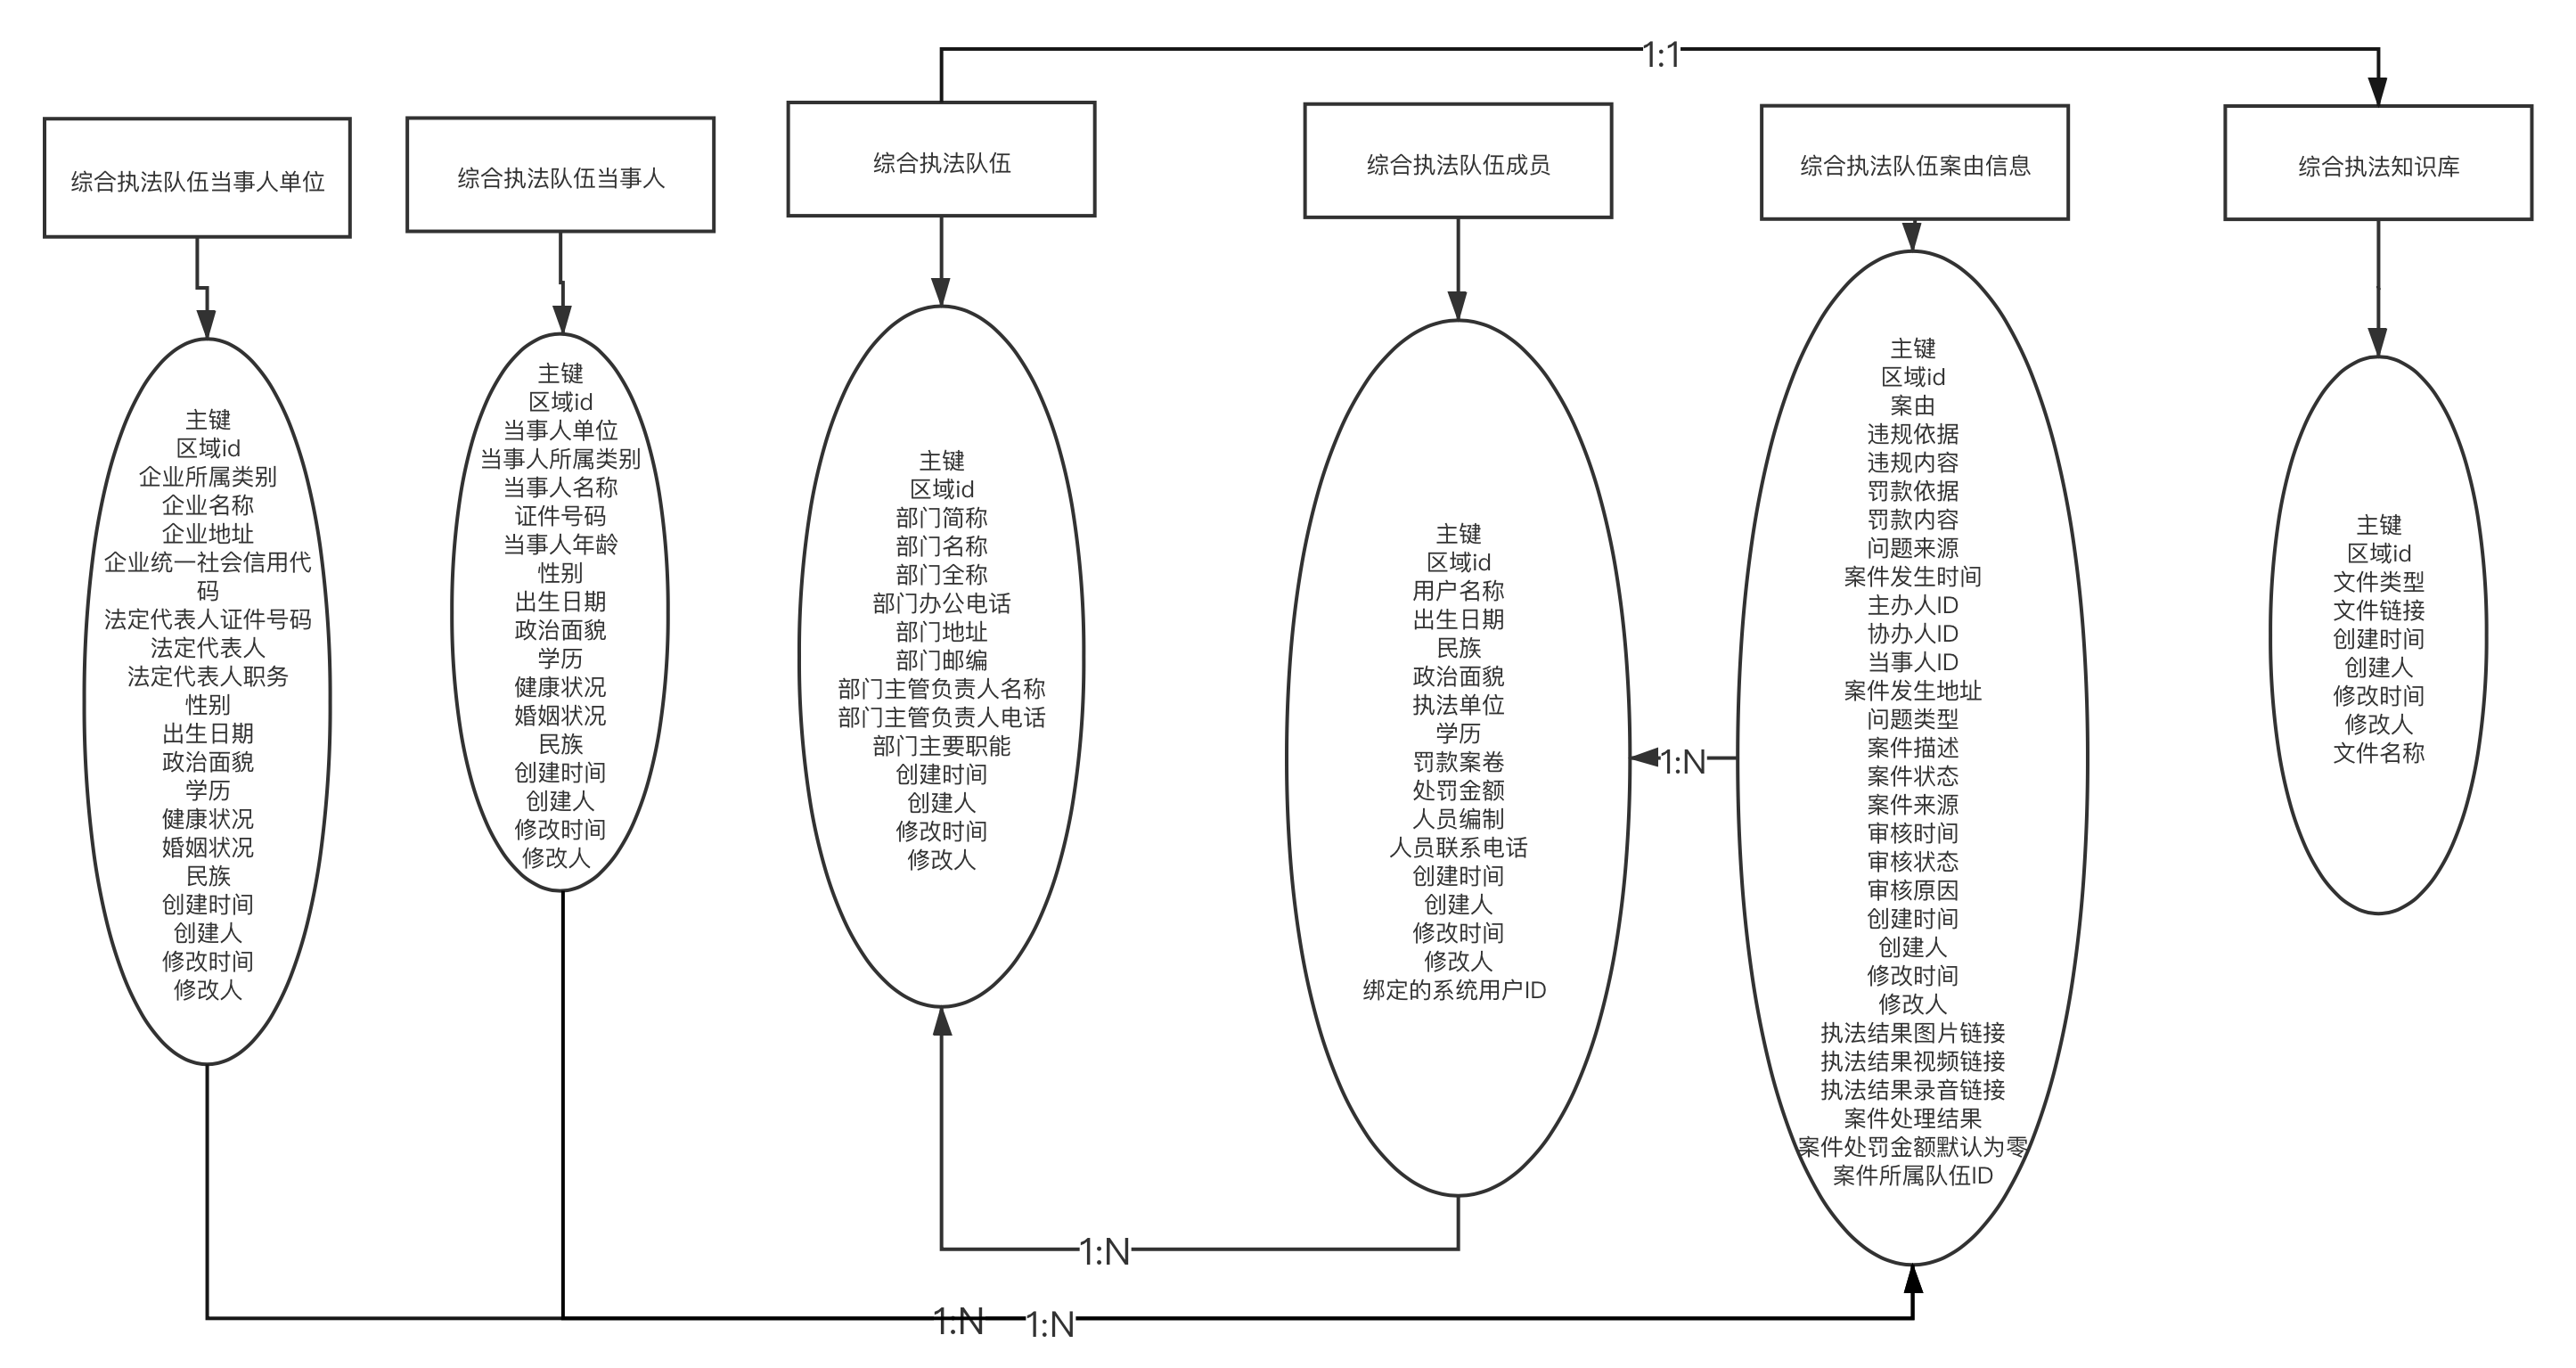 1:1
综合执法队伍当事人单位
综合执法队伍当事人
综合执法队伍
综合执法队伍成员
综合执法队伍案由信息
综合执法知识库
主键
区域id
企业所属类别
企业名称
企业地址
企业统一社会信用代
码
法定代表人证件号码
法定代表人
法定代表人职务
性别
出生日期
政治面貌
学历
健康状况
婚姻状况
民族
创建时间
创建人
修改时间
修改人
主键
区域id
当事人单位
当事人所属类别
当事人名称
证件号码
当事人年龄
性别
出生日期
政治面貌
学历
健康状况
婚姻状况
民族
创建时间
创建人
修改时间
修改人
主键
区域id
部门简称
部门名称
部门全称
部门办公电话
部门地址
部门邮编
部门主管负责人名称
部门主管负责人电话
部门主要职能
创建时间
创建人
修改时间
修改人
主键
区域id
用户名称
出生日期
民族
政治面貌
执法单位
学历
罚款案卷
处罚金额
人员编制
人员联系电话
创建时间
创建人
修改时间
修改人
绑定的系统用户ID
1:N
主键
区域id
案由
违规依据
违规内容
罚款依据
罚款内容
问题来源
案件发生时间
主办人ID
协办人ID
当事人ID
案件发生地址
问题类型
案件描述
案件状态
案件来源
审核时间
审核状态
审核原因
创建时间
创建人
修改时间
修改人
执法结果图片链接
执法结果视频链接
执法结果录音链接
案件处理结果
案件处罚金额默认为零
案件所属队伍ID
主键
区域id
文件类型
文件链接
创建时间
创建人
修改时间
修改人
文件名称
1:N
1:N
1:N